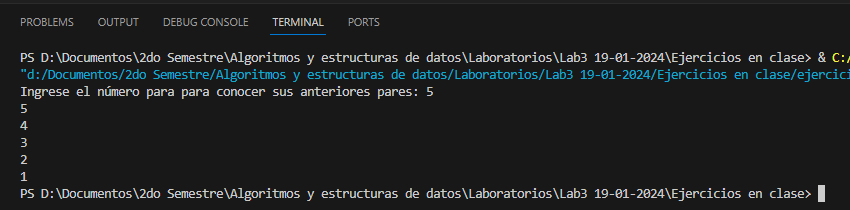 PROBLEMS OUTPUT DEBUG CONSOLE TERMINAL PORTS
PS D:\Documentos\2do Semestre\Algoritmos y estructuras de datos\Laboratorios\Lab3 19-01-2024\Ejercicios en clase> & C:/
"d:/Documentos/2do Semestre/Algoritmos y estructuras de datos/Laboratorios/Lab3 19-01-2024/Ejercicios en clase/ejercici
Ingrese el número para para conocer sus anteriores pares: 5
5
4
3
2
1
PS D:\Documentos\2do Semestre\Algoritmos y estructuras de datos\Laboratorios\Lab3 19-01-2024\Ejercicios en clase>